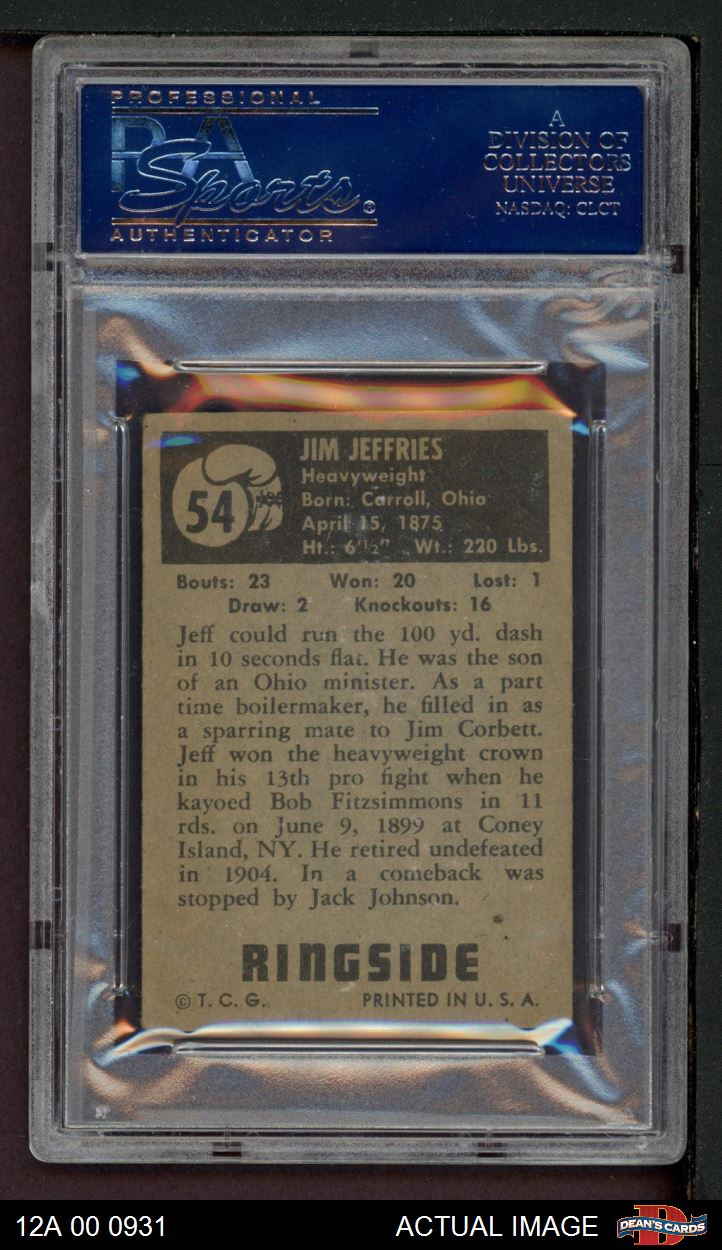 PROFESSIONAL
PSA
Sports®
AUTHENTICATOR
A
DIVISION OF
COLLECTORS
UNIVERSE
NASDAQ: CLCT
54
JIM JEFFRIES
Heavyweight
Born: Carroll, Ohio
April 15, 1875
Ht.: 6'1½" Wt.: 220 Lbs.
Bouts: 23 Won: 20 Lost: 1
Draw: 2 Knockouts: 16
Jeff could run the 100 yd. dash
in 10 seconds flat. He was the son
of an Ohio minister. As a part
time boilermaker, he filled in as
a sparring mate to Jim Corbett.
Jeff won the heavyweight crown
in his 13th pro fight when he
kayoed Bob Fitzsimmons in 11
rds. on June 9, 1899 at Coney
Island, NY. He retired undefeated
in 1904. In a comeback was
stopped by Jack Johnson.
RINGSIDE
© T. C. G. PRINTED IN U. S. A.
12A 00 0931 ACTUAL IMAGE DEAN'S CARDS